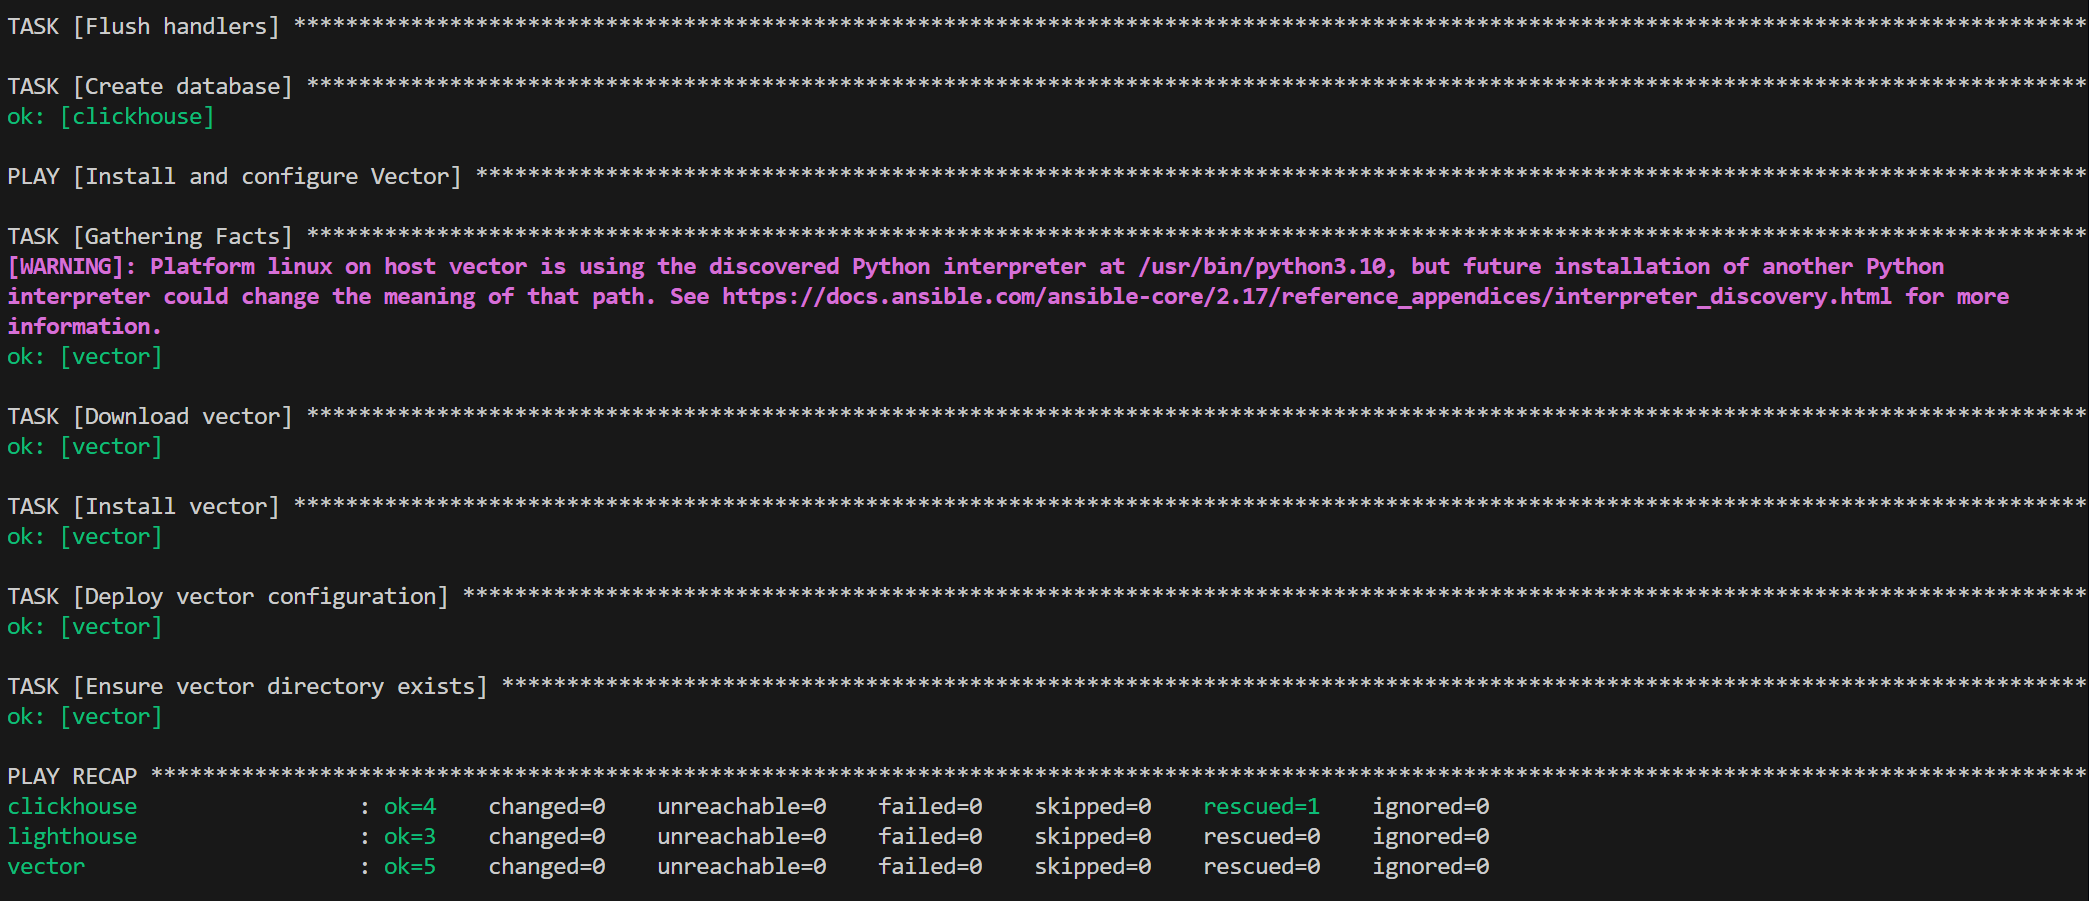 TASK [Flush handlers] ******************************************************************************************************************************************
TASK [Create database] *****************************************************************************************************************************************
ok: [clickhouse]
PLAY [Install and configure Vector] ****************************************************************************************************************************
TASK [Gathering Facts] *****************************************************************************************************************************************
[WARNING]: Platform linux on host vector is using the discovered Python interpreter at /usr/bin/python3.10, but future installation of another Python
interpreter could change the meaning of that path. See https://docs.ansible.com/ansible-core/2.17/reference_appendices/interpreter_discovery.html for more
information.
ok: [vector]
TASK [Download vector] *****************************************************************************************************************************************
ok: [vector]
TASK [Install vector] ******************************************************************************************************************************************
ok: [vector]
TASK [Deploy vector configuration] *****************************************************************************************************************************
ok: [vector]
TASK [Ensure vector directory exists] **************************************************************************************************************************
ok: [vector]
PLAY RECAP *****************************************************************************************************************************************************
clickhouse                 : ok=4    changed=0    unreachable=0    failed=0    skipped=0    rescued=1    ignored=0
lighthouse                 : ok=3    changed=0    unreachable=0    failed=0    skipped=0    rescued=0    ignored=0
vector                     : ok=5    changed=0    unreachable=0    failed=0    skipped=0    rescued=0    ignored=0